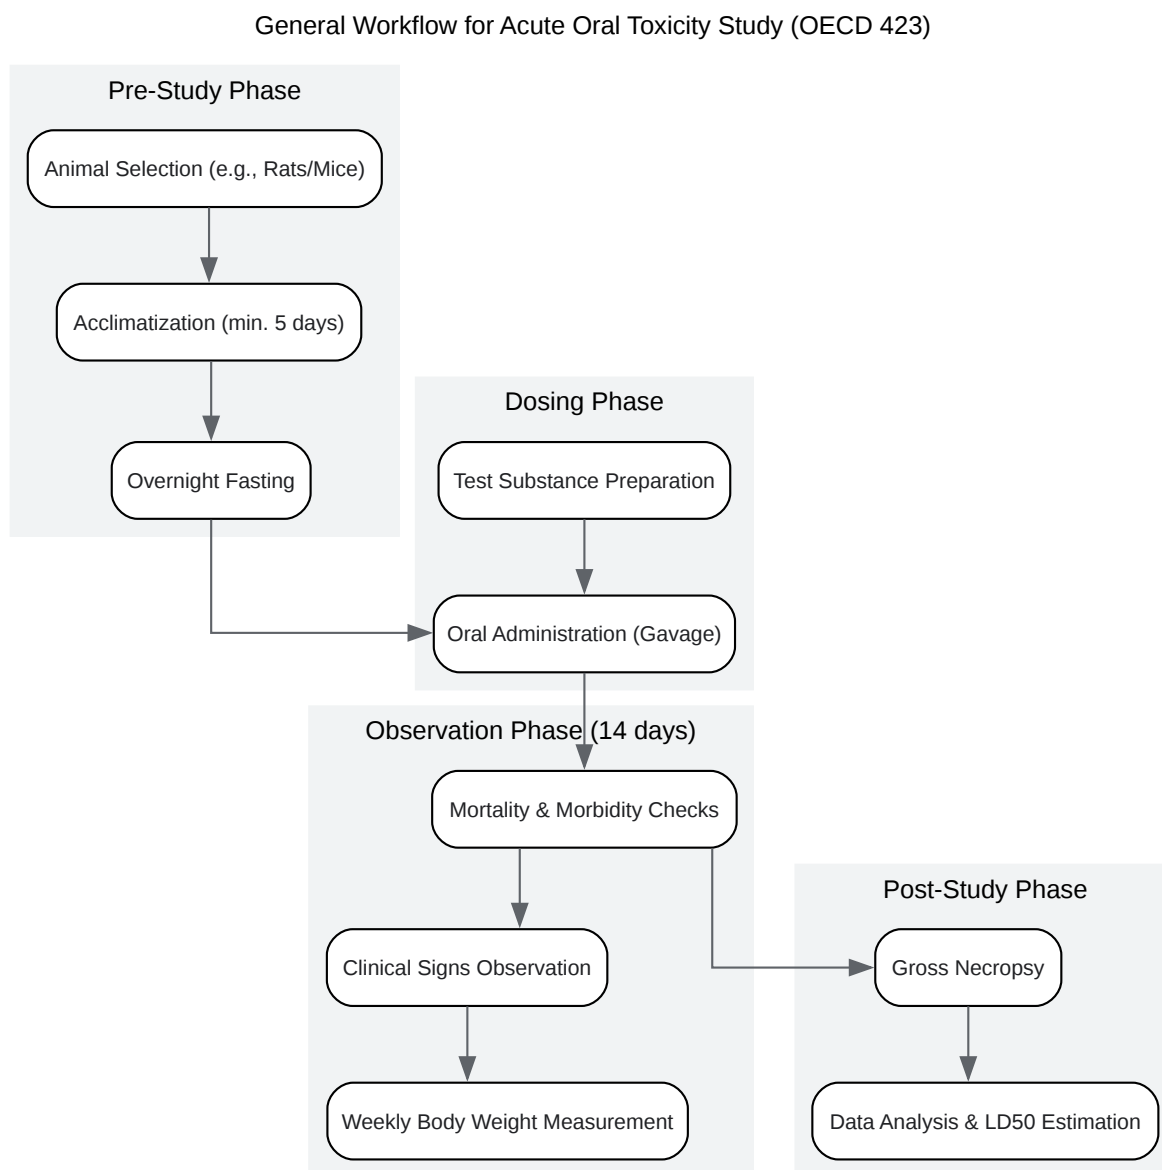 General Workflow for Acute Oral Toxicity Study (OECD 423)
Pre-Study Phase
Animal Selection (e.g., Rats/Mice)
Acclimatization (min. 5 days)
Overnight Fasting
Dosing Phase
Test Substance Preparation
Oral Administration (Gavage)
Observation Phase (14 days)
Mortality & Morbidity Checks
Clinical Signs Observation
Weekly Body Weight Measurement
Post-Study Phase
Gross Necropsy
Data Analysis & LD50 Estimation